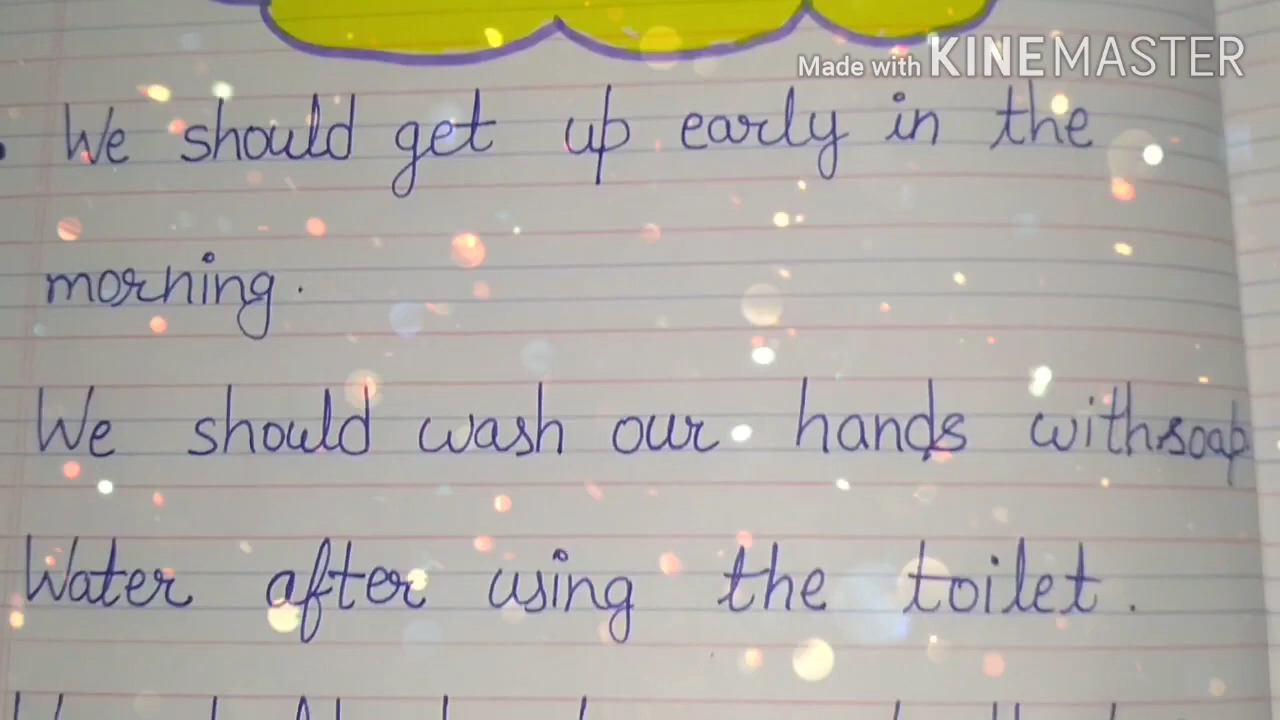 Made with KINEMASTER
We should get up early in the
morning.
We should wash our hands with soap
Water after using the toilet.